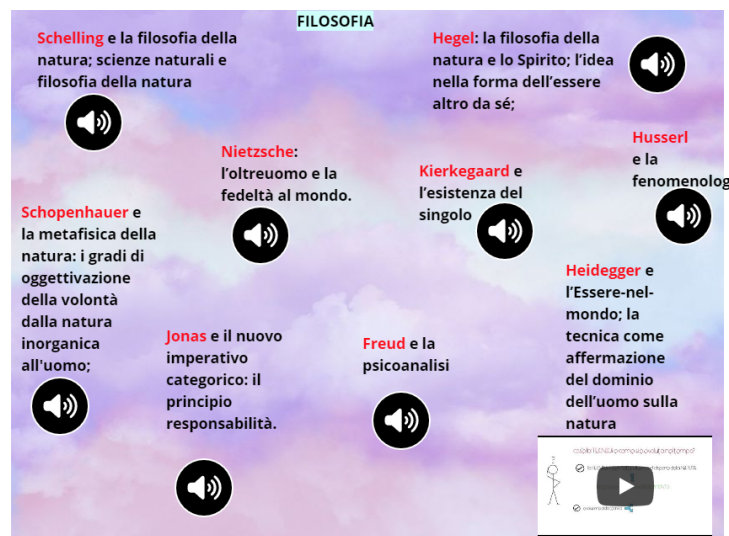 FILOSOFIA
Schelling e la filosofia della
natura; scienze naturali e
filosofia della natura
Hegel: la filosofia della
natura e lo Spirito; l'idea
nella forma dell'essere
altro da sé;
Nietzsche:
l'oltreuomo e la
fedeltà al mondo.
Kierkegaard e
l'esistenza del
singolo
Husserl
e la
fenomenolog
Schopenhauer e
la metafisica della
natura: i gradi di
oggettivazione
della volontà
dalla natura
inorganica
all'uomo;
Jonas e il nuovo
imperativo
categorico: il
principio
responsabilità.
Freud e la
psicoanalisi
Heidegger e
l'Essere-nel-
mondo; la
tecnica come
affermazione
del dominio
dell'uomo sulla
natura